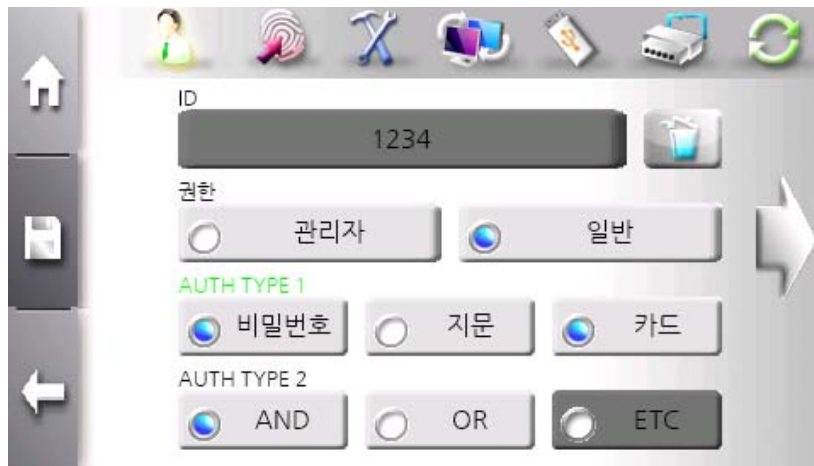 ID
1234
권한
관리자 일반
AUTH TYPE 1
비밀번호 지문 카드
AUTH TYPE 2
AND OR ETC